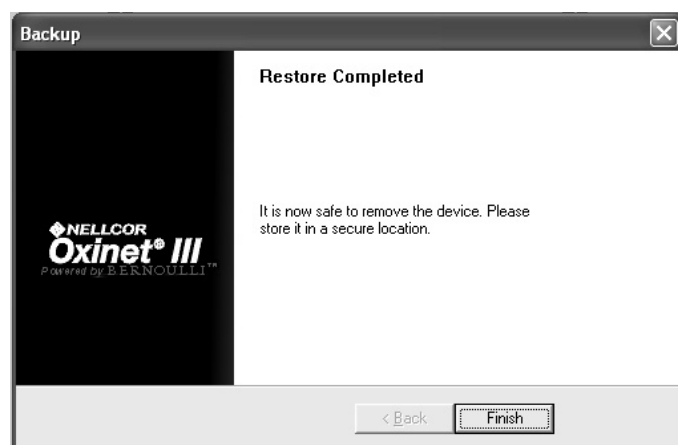 Backup
Restore Completed
It is now safe to remove the device. Please
store it in a secure location.
NELLCOR
Oxinet® III
Powered by BERNOULLI™
< Back
Finish